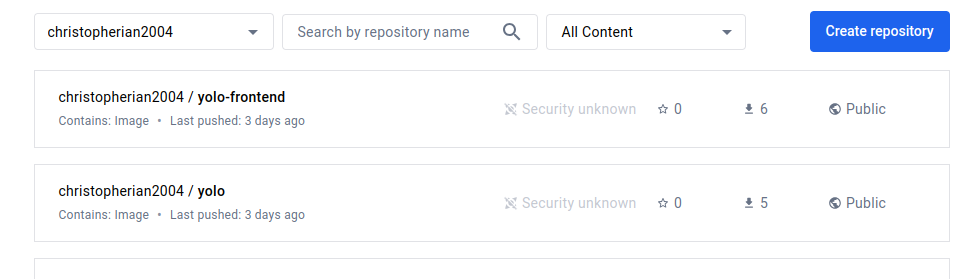 christopherian2004 Search by repository name All Content Create repository
christopherian2004 / yolo-frontend
Contains: Image • Last pushed: 3 days ago
Security unknown 0 6 Public
christopherian2004 / yolo
Contains: Image • Last pushed: 3 days ago
Security unknown 0 5 Public